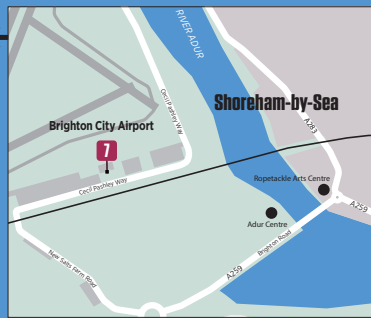 RIVER ADUR
Cecil Pashley Way
Shoreham-by-Sea
A283
Brighton City Airport
7
Cecil Pashley Way
Ropetackle Arts Centre
A259
Adur Centre
Brighton Road
New Salts Farm Road
A259